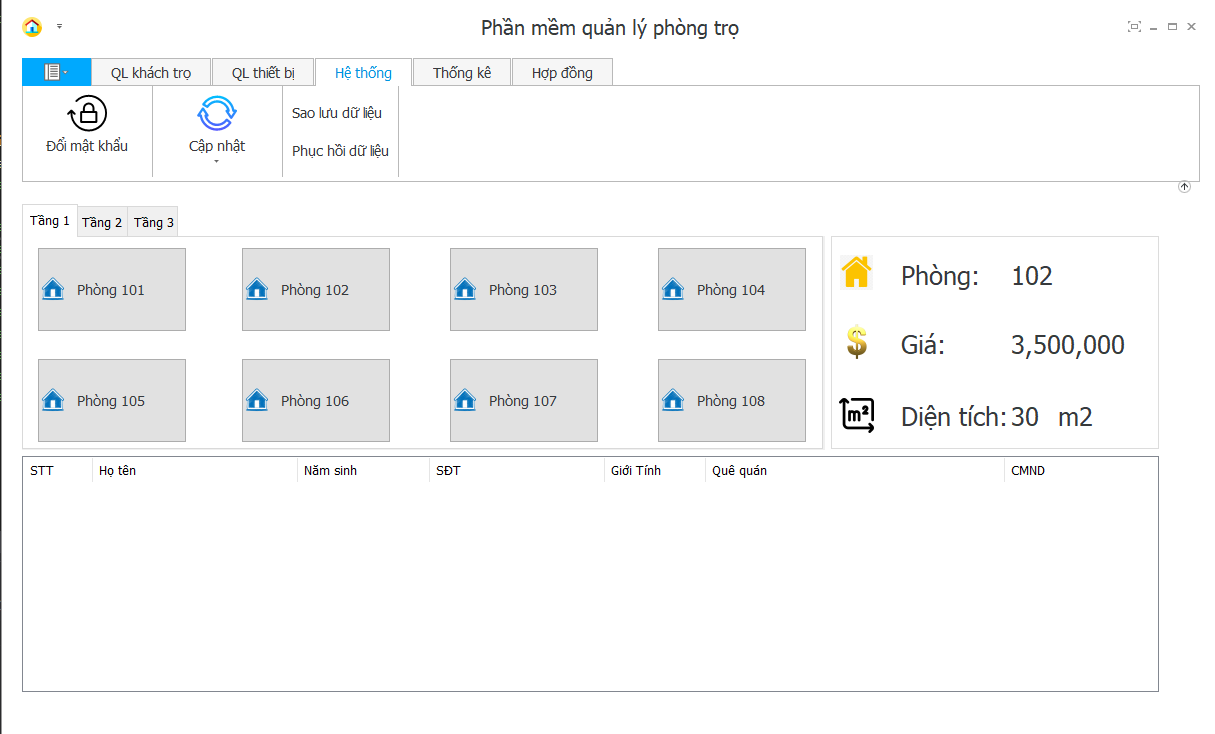 Phần mềm quản lý phòng trọ
QL khách trọ QL thiết bị Hệ thống Thống kê Hợp đồng
Đổi mật khẩu Cập nhật Sao lưu dữ liệu
Phục hồi dữ liệu
Tầng 1 Tầng 2 Tầng 3
Phòng 101 Phòng 102 Phòng 103 Phòng 104
Phòng 105 Phòng 106 Phòng 107 Phòng 108
Phòng: 102
Giá: 3,500,000
m²
Diện tích: 30 m2
STT Họ tên Năm sinh SĐT Giới Tính Quê quán CMND